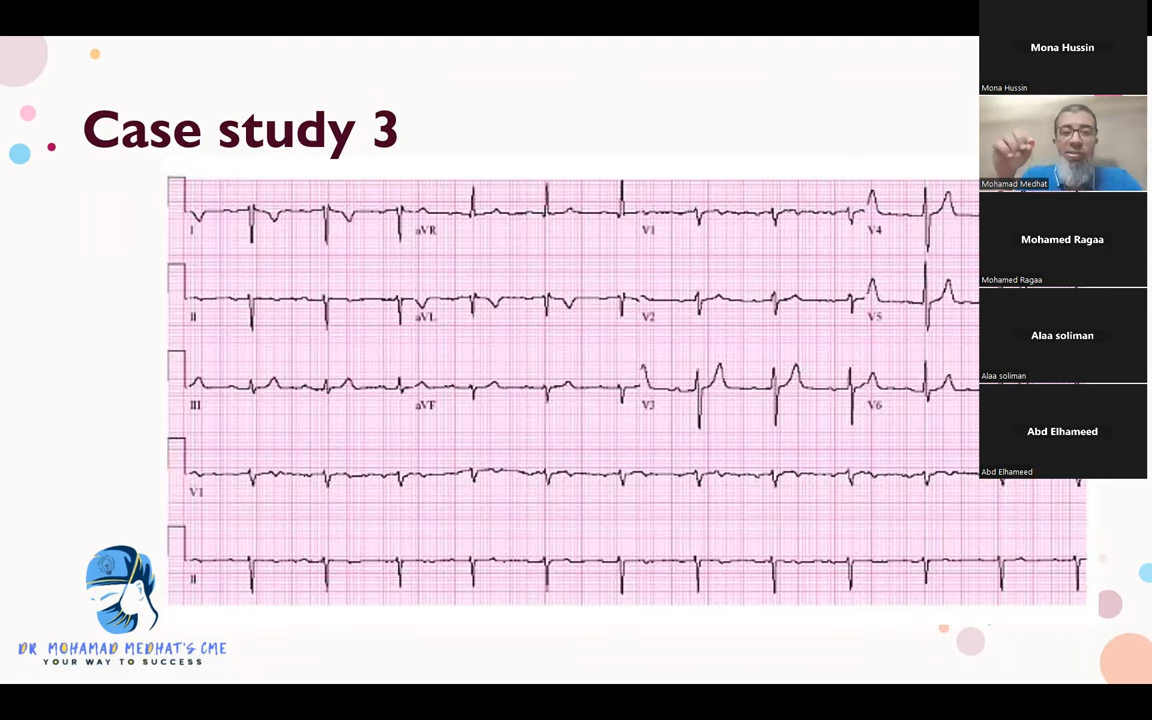 Case study 3
I
aVR
V1
V4
II
aVL
V2
V5
III
aVF
V3
V6
V1
II
DR MOHAMAD MEDHAT'S CME
YOUR WAY TO SUCCESS
Mona Hussin
Mona Hussin
Mohamad Medhat
Mohamed Ragaa
Mohamed Ragaa
Alaa soliman
Alaa soliman
Abd Elhameed
Abd Elhameed